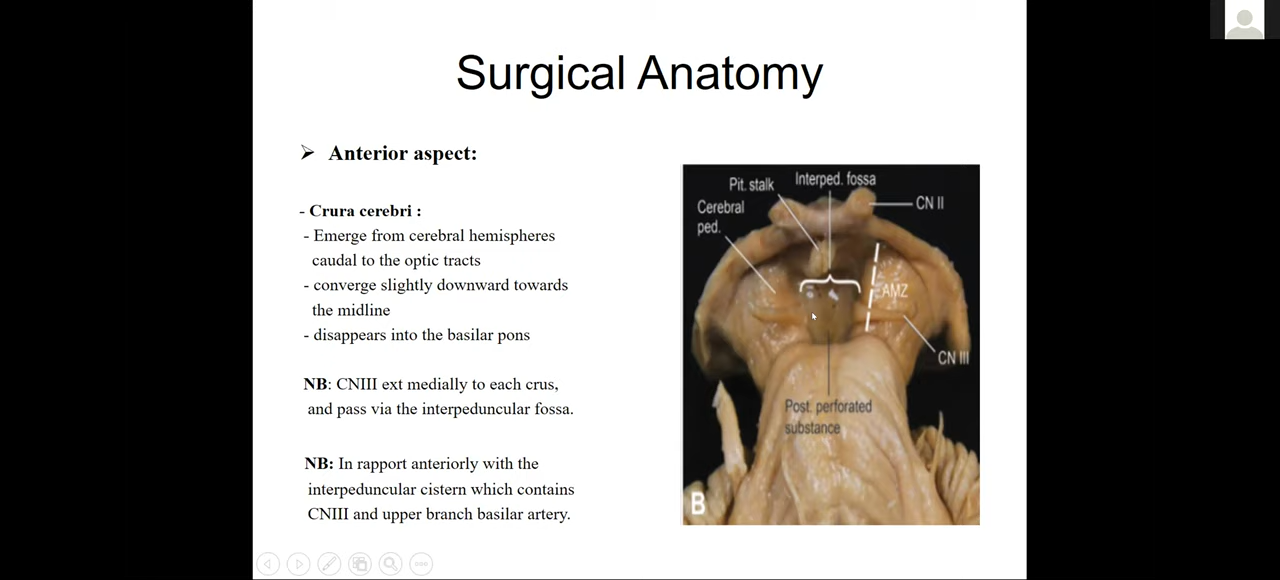 Surgical Anatomy
➢ Anterior aspect:
- Crura cerebri :
- Emerge from cerebral hemispheres
caudal to the optic tracts
- converge slightly downward towards
the midline
- disappears into the basilar pons
NB: CNIII ext medially to each crus,
and pass via the interpeduncular fossa.
NB: In rapport anteriorly with the
interpeduncular cistern which contains
CNIII and upper branch basilar artery.
Pit. stalk
Interped. fossa
CN II
Cerebral
ped.
AMZ
CN III
Post. perforated
substance
B